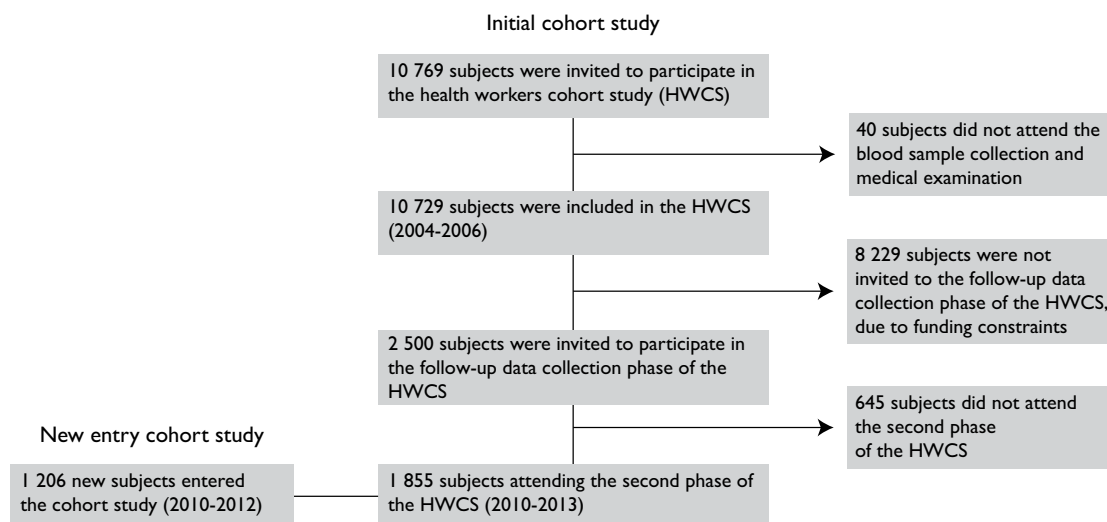 Initial cohort study
10 769 subjects were invited to participate in
the health workers cohort study (HWCS)
40 subjects did not attend the
blood sample collection and
medical examination
10 729 subjects were included in the HWCS
(2004-2006)
8 229 subjects were not
invited to the follow-up data
collection phase of the HWCS,
due to funding constraints
2 500 subjects were invited to participate in
the follow-up data collection phase of the
HWCS
645 subjects did not attend
the second phase
of the HWCS
New entry cohort study
1 206 new subjects entered
the cohort study (2010-2012)
1 855 subjects attending the second phase of
the HWCS (2010-2013)